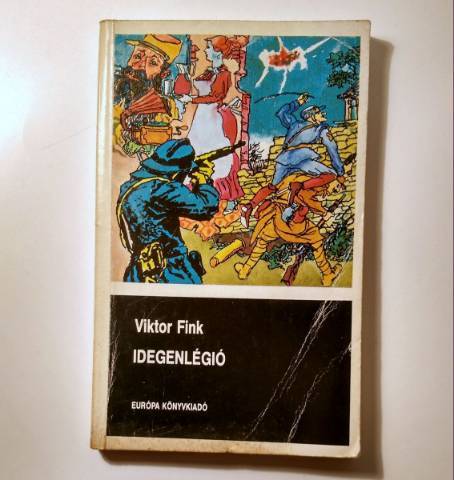 Viktor Fink
IDEGENLÉGIÓ
EURÓPA KÖNYVKIADÓ